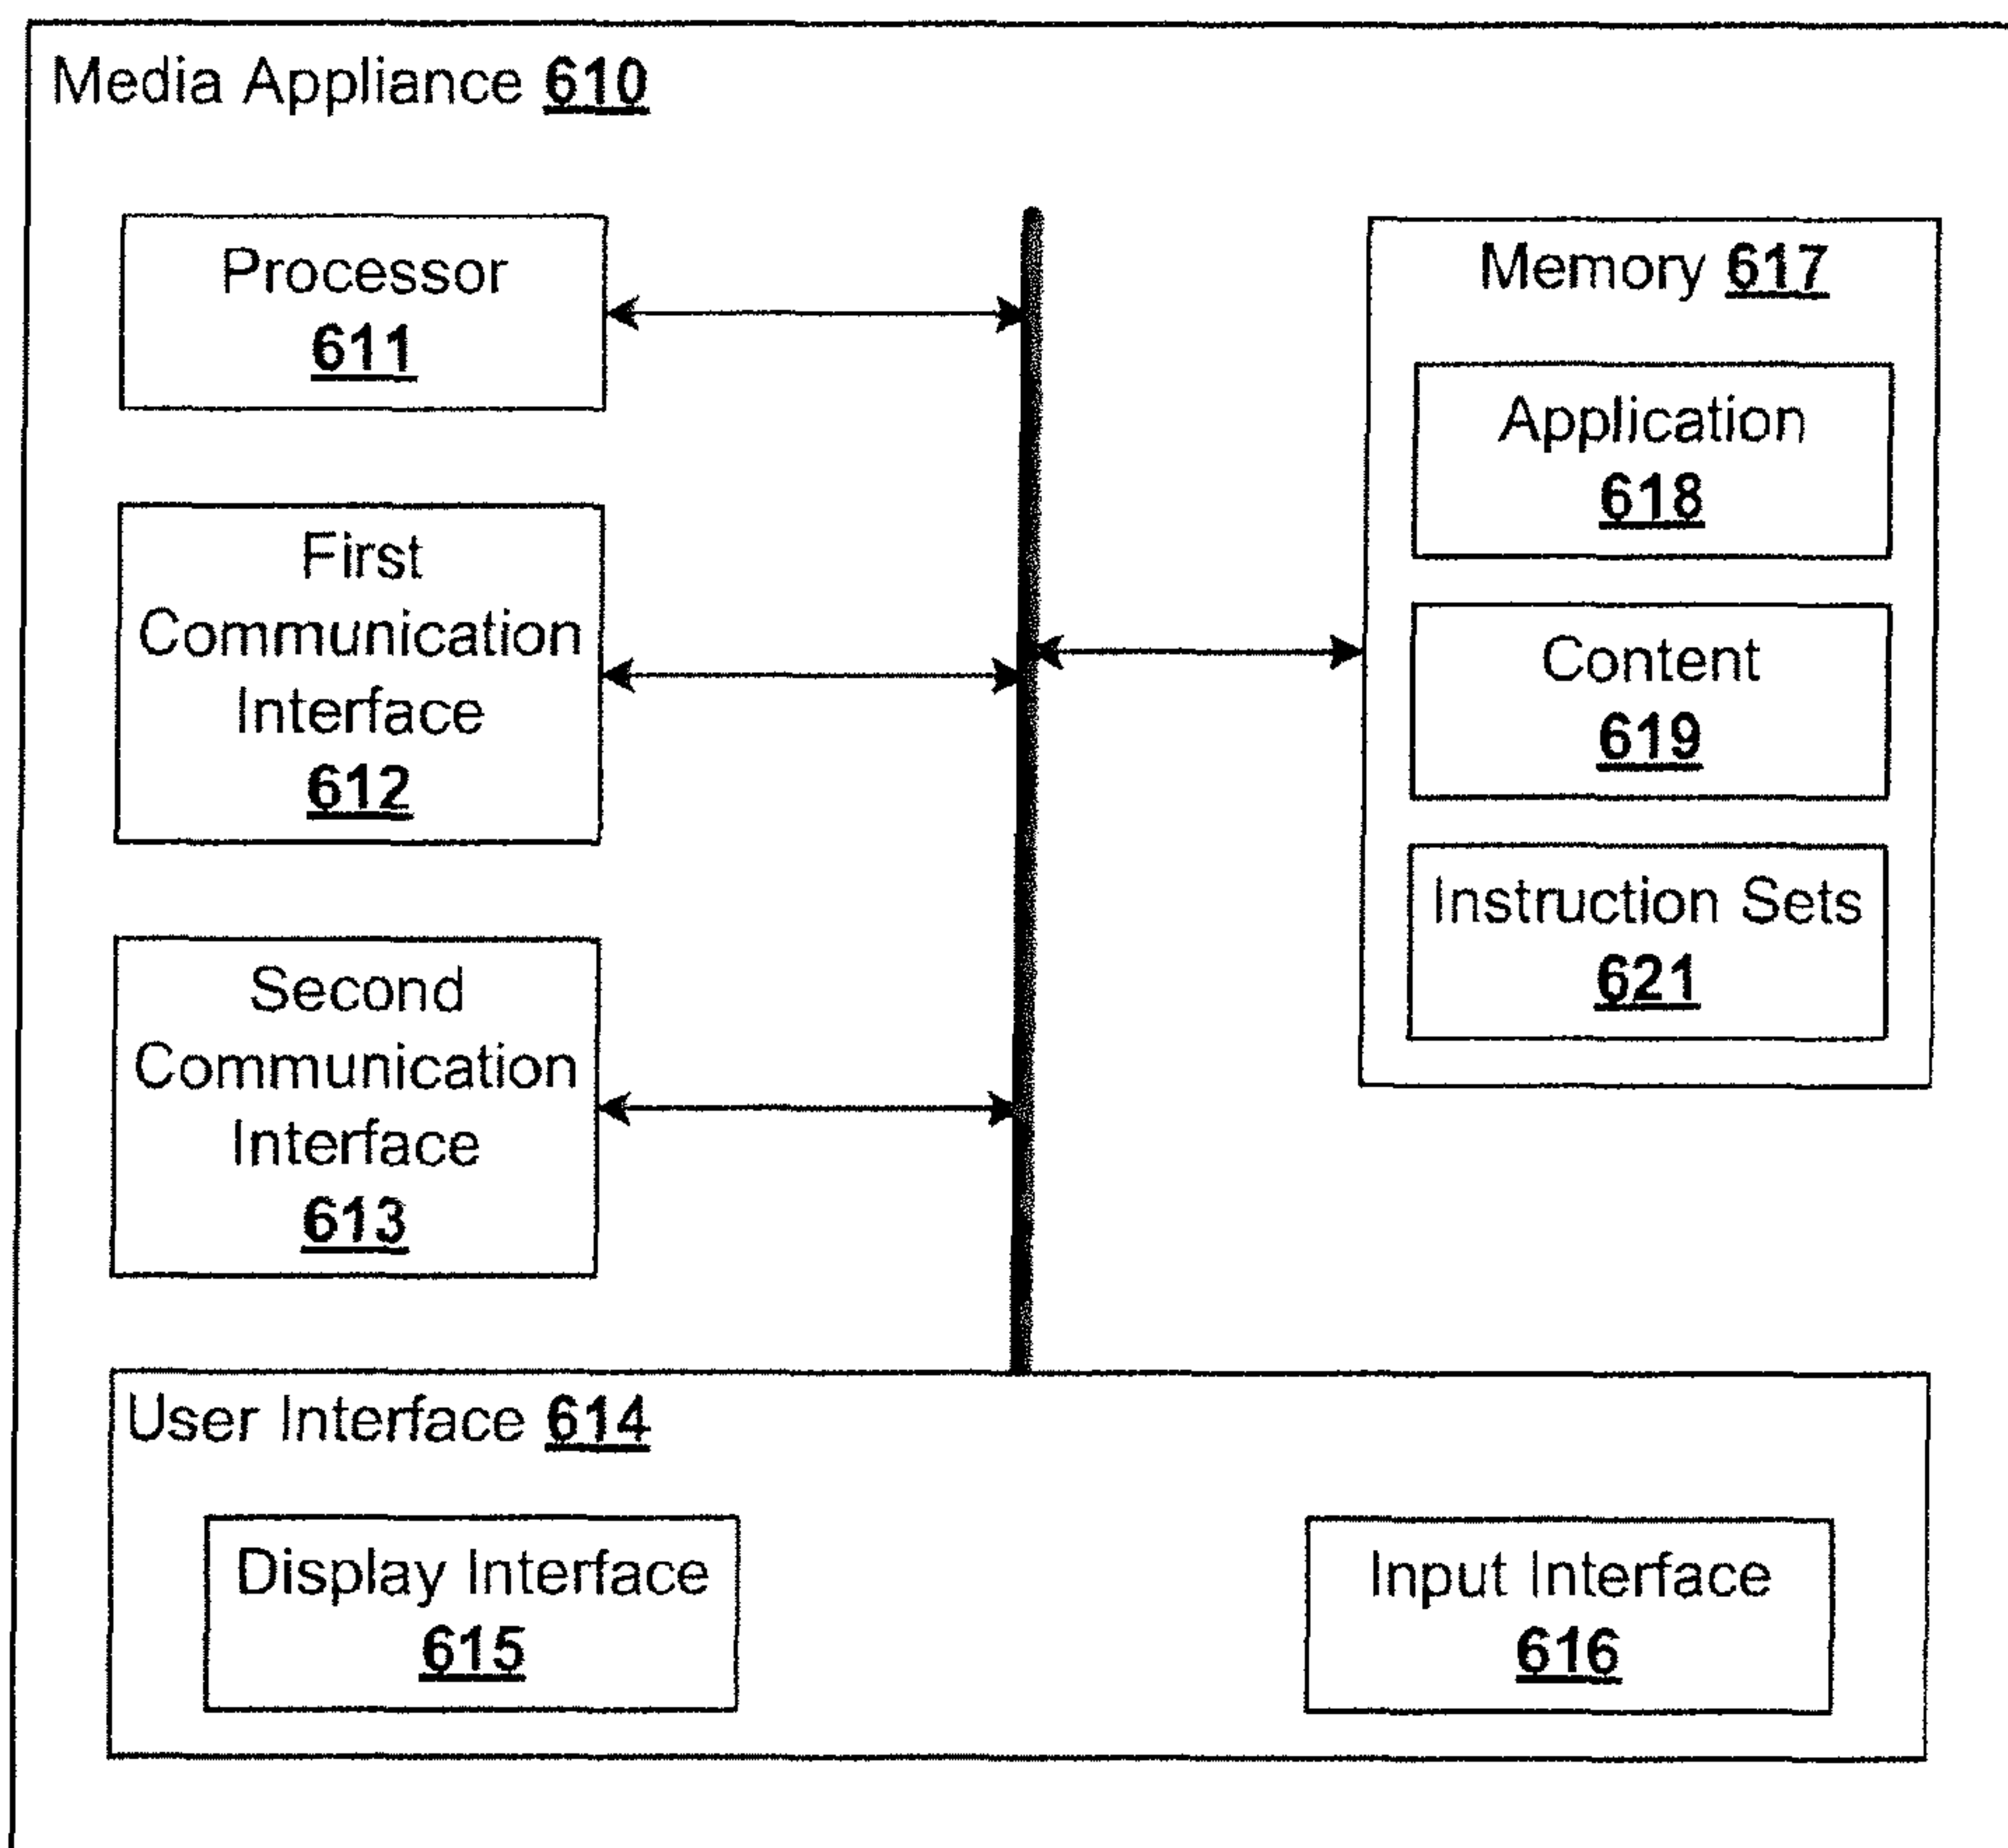 Media Appliance 610
Processor
611
First
Communication
Interface
612
Second
Communication
Interface
613
Memory 617
Application
618
Content
619
Instruction Sets
621
User Interface 614
Display Interface
615
Input Interface
616